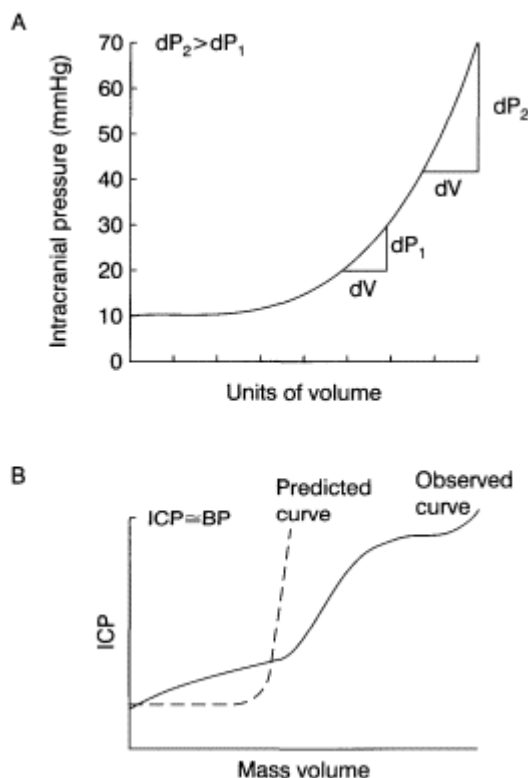 A
dP₂>dP₁
Intracranial pressure (mmHg)
70
60
50
40
30
20
10
0
dP₂
dV
dP₁
dV
Units of volume
B
ICP≅BP
Predicted
curve
Observed
curve
ICP
Mass volume